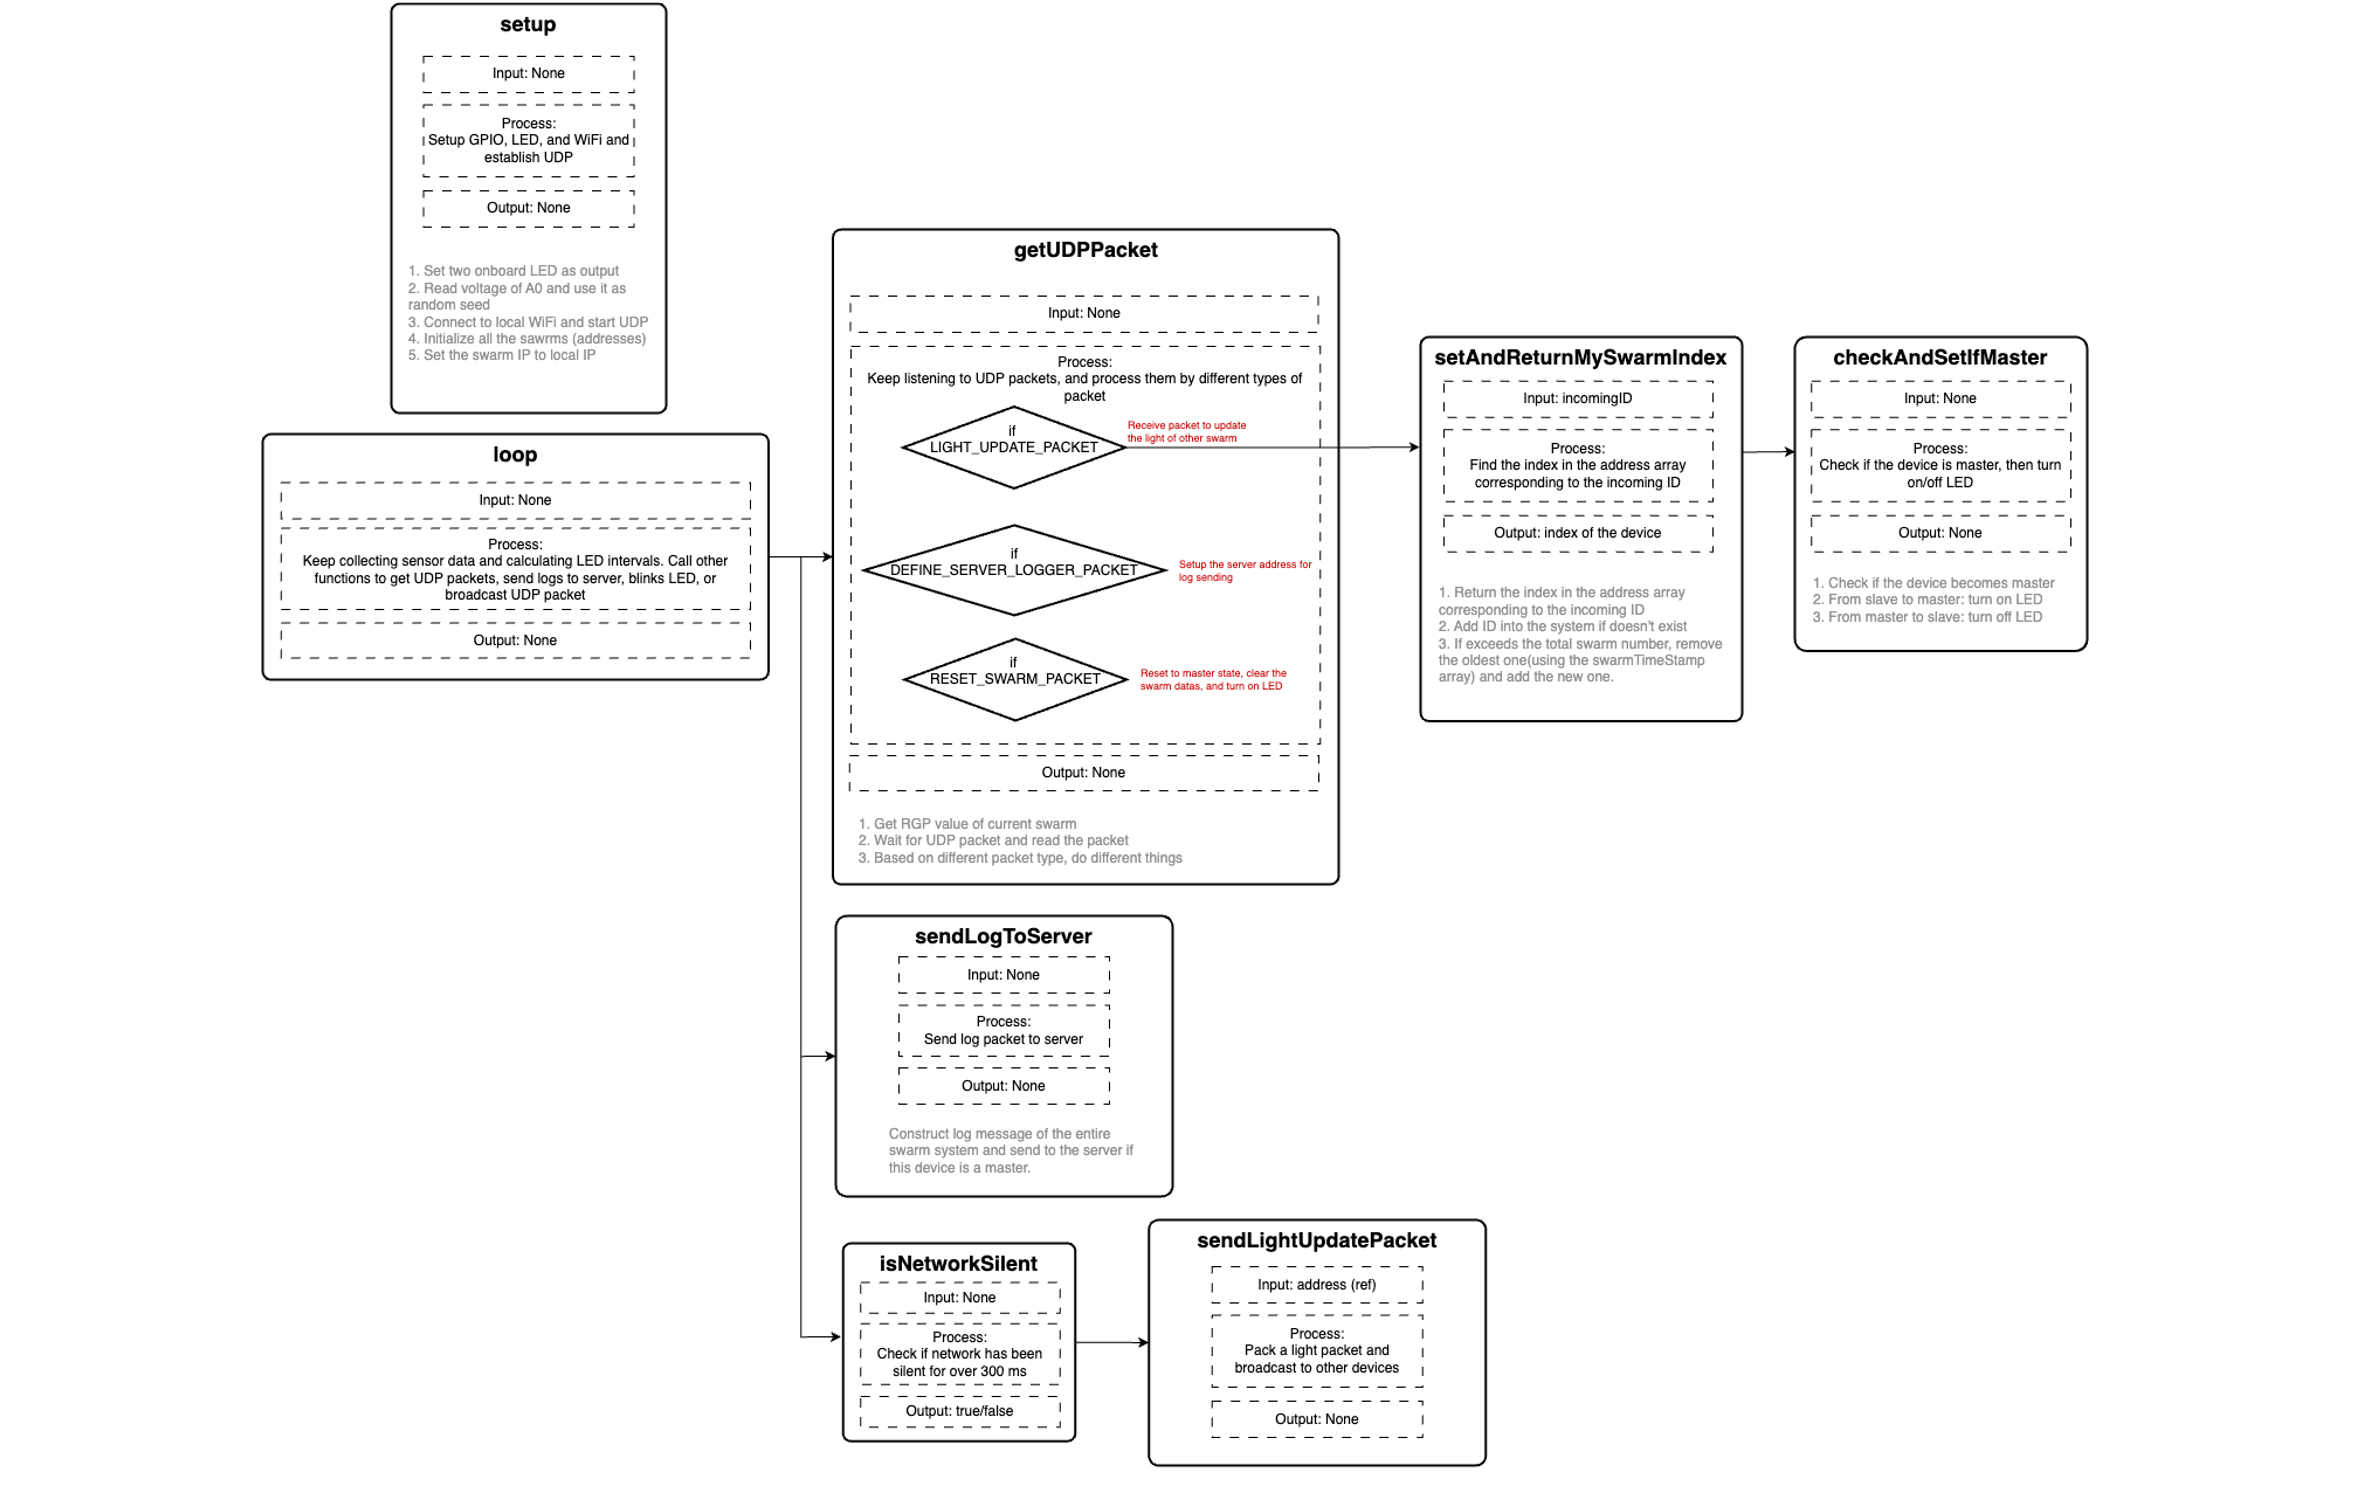 setup
Input: None
Process:
Setup GPIO, LED, and WiFi and
establish UDP
Output: None
1. Set two onboard LED as output
2. Read voltage of A0 and use it as
random seed
3. Connect to local WiFi and start UDP
4. Initialize all the sawrms (addresses)
5. Set the swarm IP to local IP
loop
Input: None
Process:
Keep collecting sensor data and calculating LED intervals. Call other
functions to get UDP packets, send logs to server, blinks LED, or
broadcast UDP packet
Output: None
getUDPPacket
Input: None
Process:
Keep listening to UDP packets, and process them by different types of
packet
if
LIGHT_UPDATE_PACKET
Receive packet to update
the light of other swarm
if
DEFINE_SERVER_LOGGER_PACKET
Setup the server address for
log sending
if
RESET_SWARM_PACKET
Reset to master state, clear the
swarm datas, and turn on LED
Output: None
1. Get RGP value of current swarm
2. Wait for UDP packet and read the packet
3. Based on different packet type, do different things
setAndReturnMySwarmIndex
Input: incomingID
Process:
Find the index in the address array
corresponding to the incoming ID
Output: index of the device
1. Return the index in the address array
corresponding to the incoming ID
2. Add ID into the system if doesn't exist
3. If exceeds the total swarm number, remove
the oldest one(using the swarmTimeStamp
array) and add the new one.
checkAndSetIfMaster
Input: None
Process:
Check if the device is master, then turn
on/off LED
Output: None
1. Check if the device becomes master
2. From slave to master: turn on LED
3. From master to slave: turn off LED
sendLogToServer
Input: None
Process:
Send log packet to server
Output: None
Construct log message of the entire
swarm system and send to the server if
this device is a master.
isNetworkSilent
Input: None
Process:
Check if network has been
silent for over 300 ms
Output: true/false
sendLightUpdatePacket
Input: address (ref)
Process:
Pack a light packet and
broadcast to other devices
Output: None